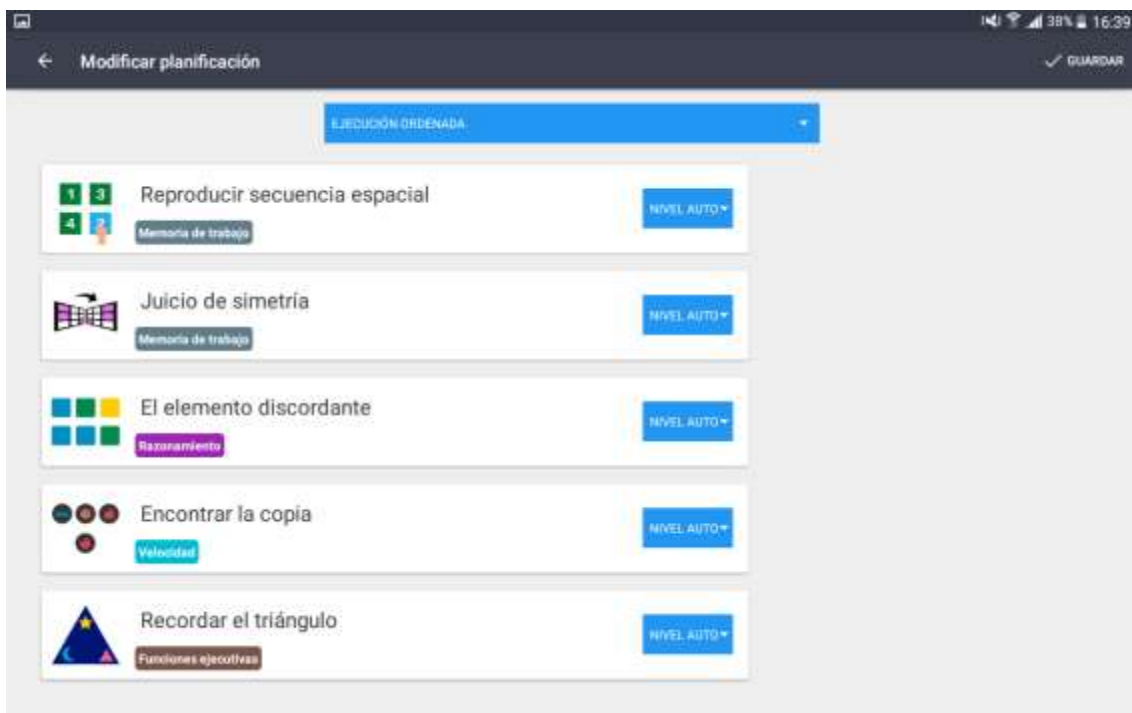 38% 16:39
Modificar planificación
GUARDAR
EJECUCIÓN ORDENADA
1 3
4 2
Reproducir secuencia espacial
NIVEL AUTO
Memoria de trabajo
Juicio de simetría
NIVEL AUTO
Memoria de trabajo
El elemento discordante
NIVEL AUTO
Razonamiento
Encontrar la copia
NIVEL AUTO
Velocidad
Recordar el triángulo
NIVEL AUTO
Funciones ejecutivas